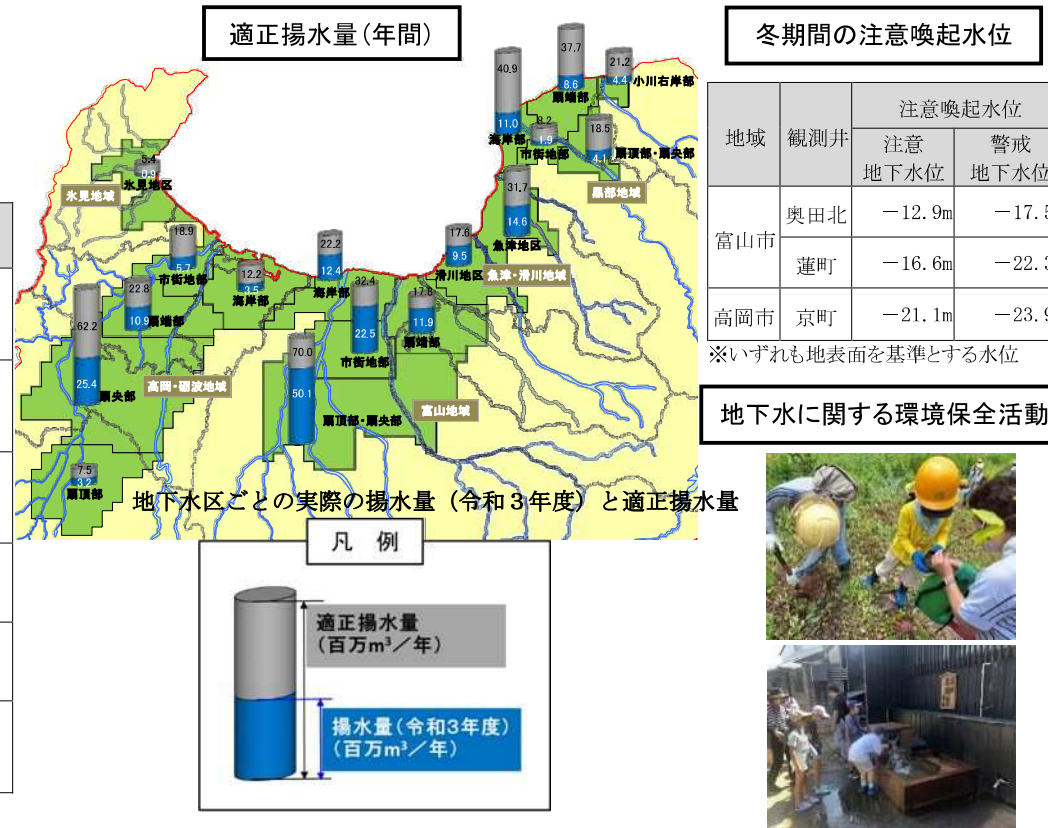 適正揚水量(年間)
37.7
8.6
扇端部
21.2
4.4
小川右岸部
40.9
11.0
海岸部
8.2
1.9
市街地部
18.5
4.1
扇頂部・扇央部
黒部地域
5.4
0.9
氷見地区
氷見地域
31.7
14.6
魚津地区
17.6
9.5
滑川地区
魚津・滑川地域
18.9
5.7
市街地部
12.2
3.5
海岸部
22.2
12.4
海岸部
22.8
10.9
扇端部
32.4
22.5
市街地部
17.8
11.9
扇端部
62.2
25.4
扇央部
高岡・砺波地域
70.0
50.1
扇頂部・扇央部
富山地域
7.5
3.2
扇頂部
地下水区ごとの実際の揚水量(令和3年度)と適正揚水量
凡 例
適正揚水量
(百万m³/年)
揚水量(令和3年度)
(百万m³/年)
冬期間の注意喚起水位
地域 観測井 注意喚起水位
注意
地下水位
警戒
地下水位
富山市 奥田北 −12.9m −17.5
蓮町 −16.6m −22.3
高岡市 京町 −21.1m −23.9
※いずれも地表面を基準とする水位
地下水に関する環境保全活動